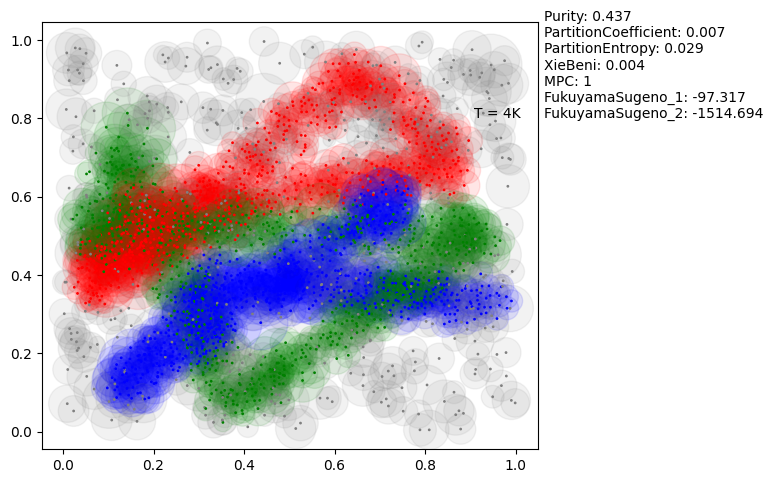 Purity: 0.437
PartitionCoefficient: 0.007
PartitionEntropy: 0.029
XieBeni: 0.004
MPC: 1
FukuyamaSugeno_1: -97.317
FukuyamaSugeno_2: -1514.694
T = 4K
1.0
0.8
0.6
0.4
0.2
0.0
0.0 0.2 0.4 0.6 0.8 1.0